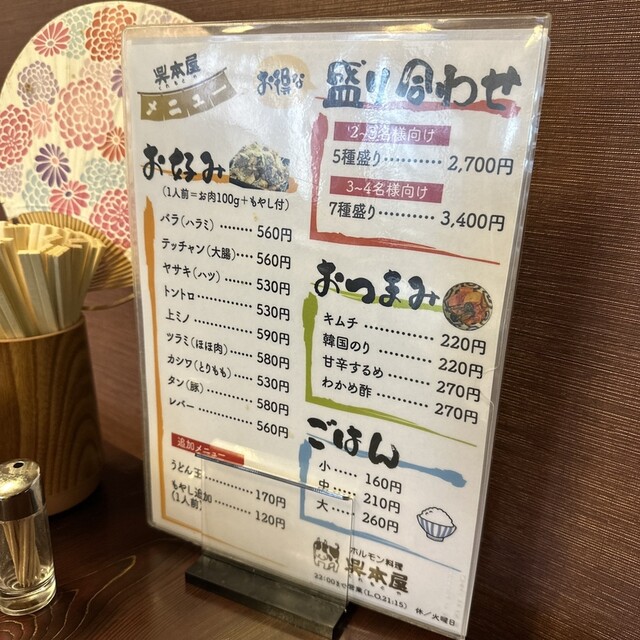 呉本屋
メニュー
お好み
(1人前=お肉100g+もやし付)
バラ(ハラミ)……… 560円
テッチャン(大腸)… 560円
ヤサキ(ハツ)……… 530円
トントロ…………… 530円
上ミノ……………… 590円
ツラミ(ほほ肉)…… 580円
カシワ(とりもも)… 530円
タン(豚)………… 580円
レバー…………… 560円
追加メニュー
うどん玉………… 170円
もやし追加……… 120円
(1人前)
お得な 盛り合わせ
2~3名様向け
5種盛り………… 2,700円
3~4名様向け
7種盛り………… 3,400円
おつまみ
キムチ…………… 220円
韓国のり………… 220円
甘辛するめ……… 270円
わかめ酢………… 270円
ごはん
小…… 160円
中…… 210円
大…… 260円
ホルモン料理
呉本屋
22:00まで営業(L.O.21:15) 休/火曜日